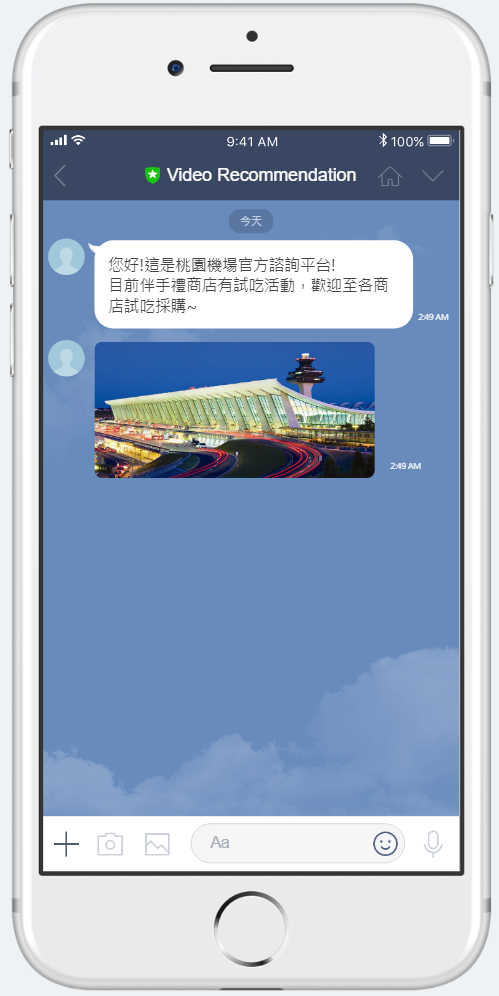 9:41 AM
100%
Video Recommendation
今天
您好!這是桃園機場官方諮詢平台!
目前伴手禮商店有試吃活動，歡迎至各商
店試吃採購~
2:49 AM
2:49 AM
Aa